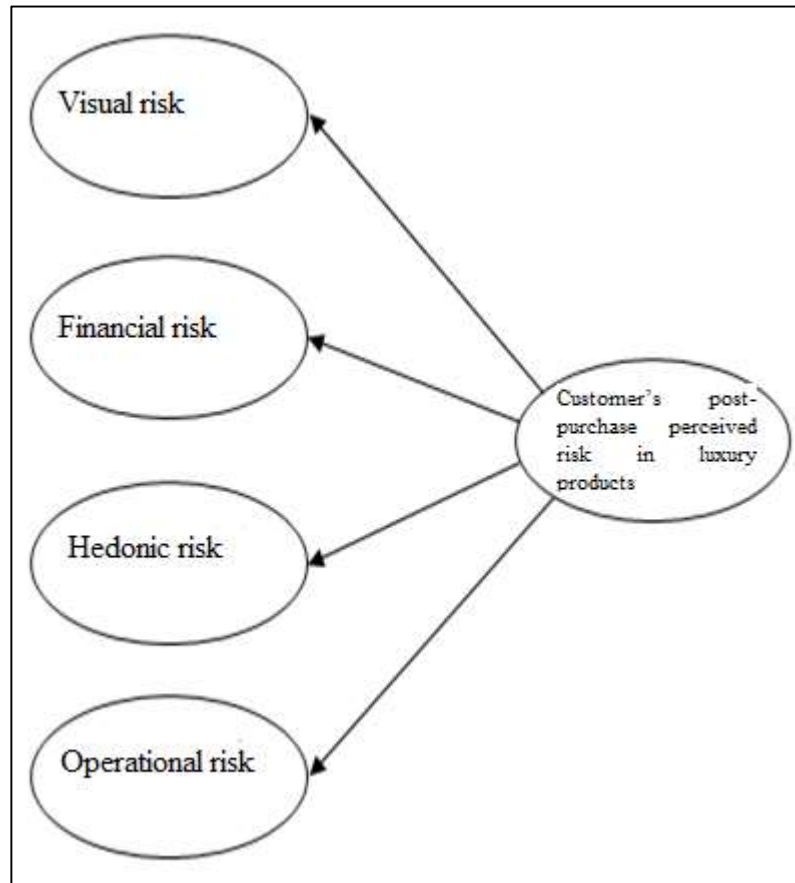 Visual risk
Financial risk
Customer’s post-
purchase perceived
risk in luxury
products
Hedonic risk
Operational risk